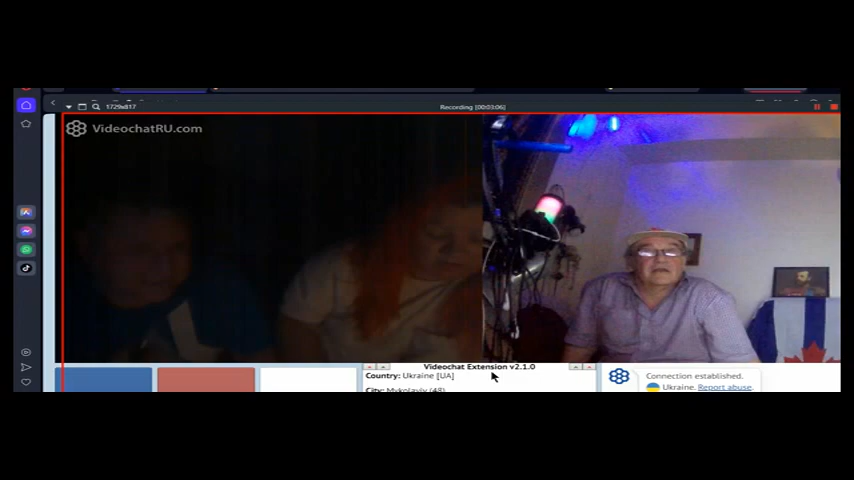 1729x817
Recording [00:03:06]
VideochatRU.com
Videochat Extension v2.1.0
Country: Ukraine [UA]
City: Mykolayiv (48)
Connection established.
Ukraine. Report abuse.